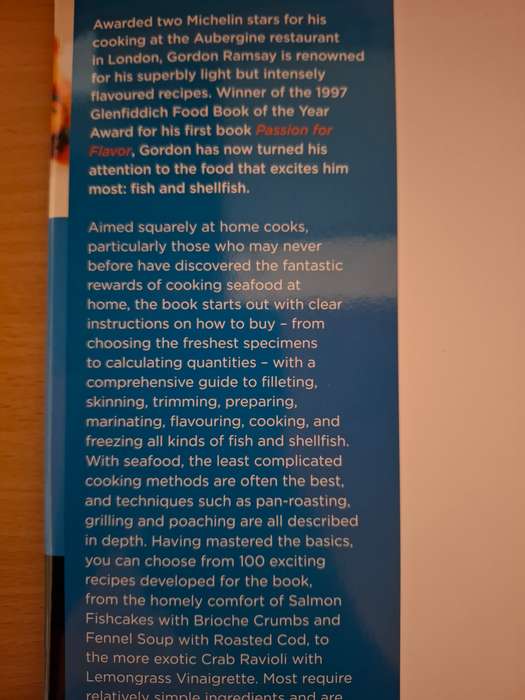 Awarded two Michelin stars for his
cooking at the Aubergine restaurant
in London, Gordon Ramsay is renowned
for his superbly light but intensely
flavoured recipes. Winner of the 1997
Glenfiddich Food Book of the Year
Award for his first book Passion for
Flavor, Gordon has now turned his
attention to the food that excites him
most: fish and shellfish.
Aimed squarely at home cooks,
particularly those who may never
before have discovered the fantastic
rewards of cooking seafood at
home, the book starts out with clear
instructions on how to buy – from
choosing the freshest specimens
to calculating quantities – with a
comprehensive guide to filleting,
skinning, trimming, preparing,
marinating, flavouring, cooking, and
freezing all kinds of fish and shellfish.
With seafood, the least complicated
cooking methods are often the best,
and techniques such as pan-roasting,
grilling and poaching are all described
in depth. Having mastered the basics,
you can choose from 100 exciting
recipes developed for the book,
from the homely comfort of Salmon
Fishcakes with Brioche Crumbs and
Fennel Soup with Roasted Cod, to
the more exotic Crab Ravioli with
Lemongrass Vinaigrette. Most require
relatively simple ingredients and are